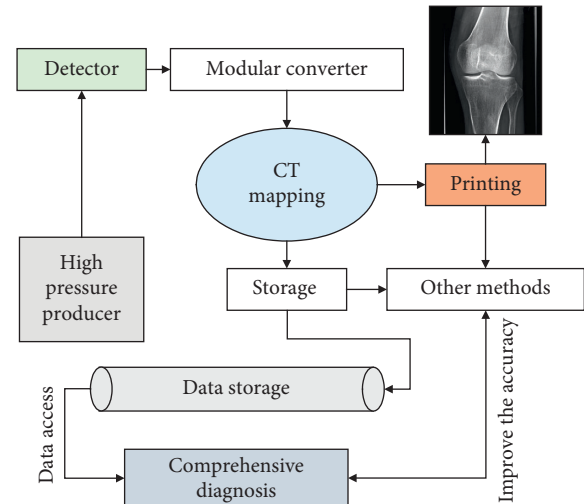 Detector
Modular converter
CT
mapping
Printing
High
pressure
producer
Storage
Other methods
Data storage
Data access
Improve the accuracy
Comprehensive
diagnosis